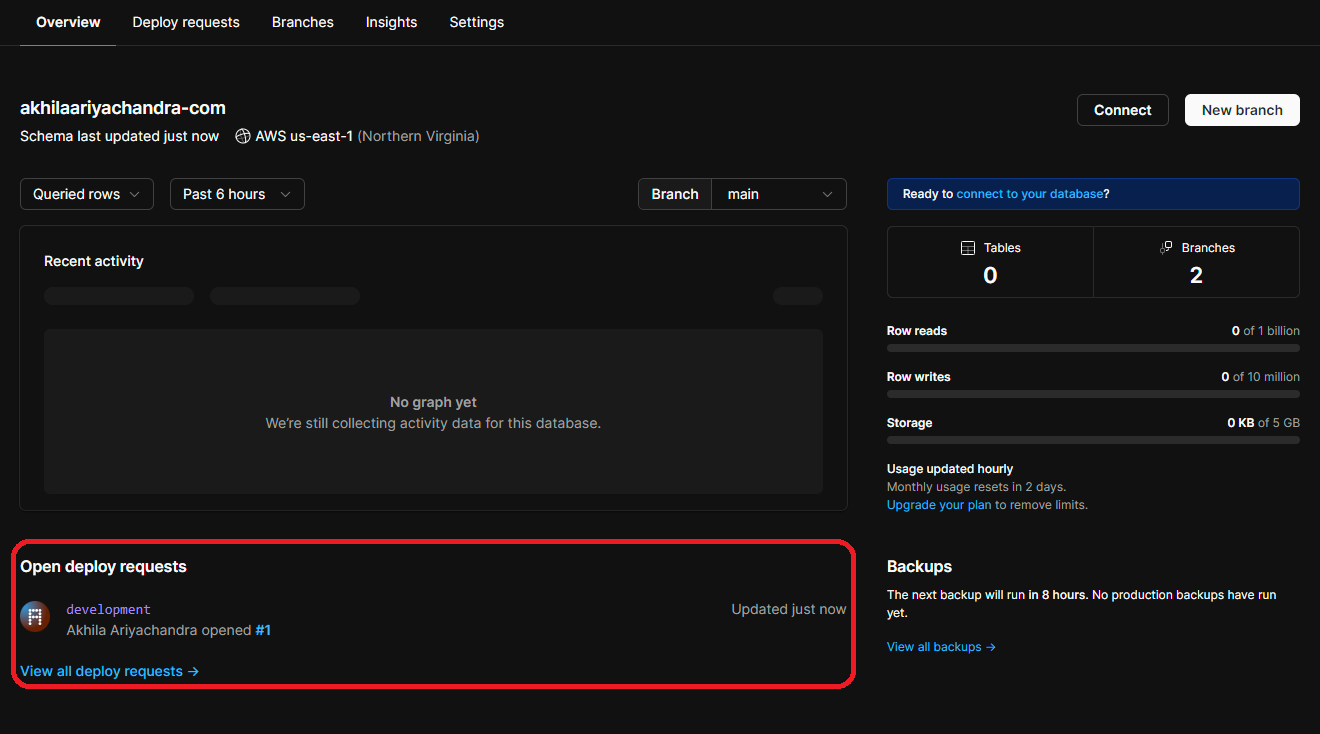 Overview Deploy requests Branches Insights Settings
akhilaariyachandra-com
Schema last updated just now AWS us-east-1 (Northern Virginia)
Connect New branch
Queried rows Past 6 hours Branch main
Recent activity
No graph yet
We're still collecting activity data for this database.
Open deploy requests
development
Akhila Ariyachandra opened #1
Updated just now
View all deploy requests →
Ready to connect to your database?
Tables Branches
0 2
Row reads 0 of 1 billion
Row writes 0 of 10 million
Storage 0 KB of 5 GB
Usage updated hourly
Monthly usage resets in 2 days.
Upgrade your plan to remove limits.
Backups
The next backup will run in 8 hours. No production backups have run
yet.
View all backups →